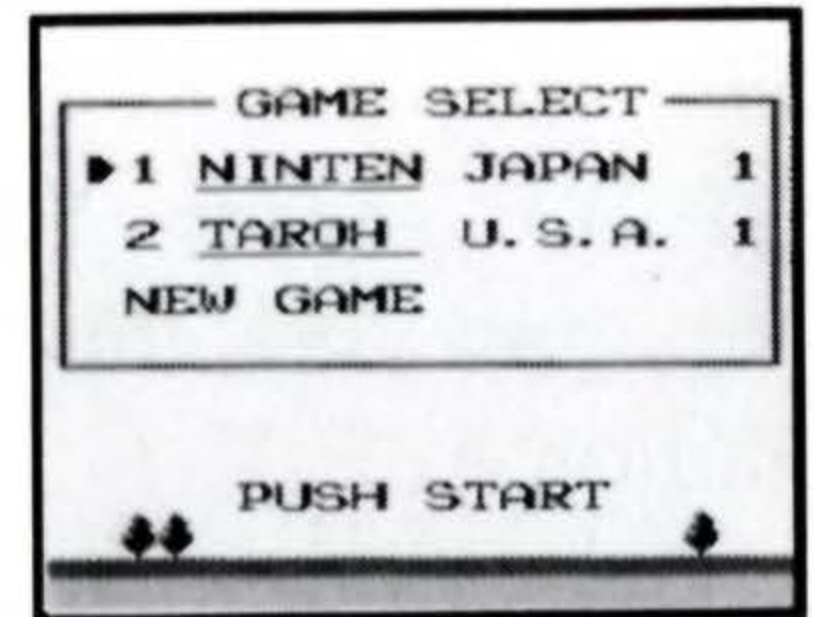 GAME SELECT
1 NINTEN JAPAN 1
2 TAROH U.S.A. 1
NEW GAME
PUSH START